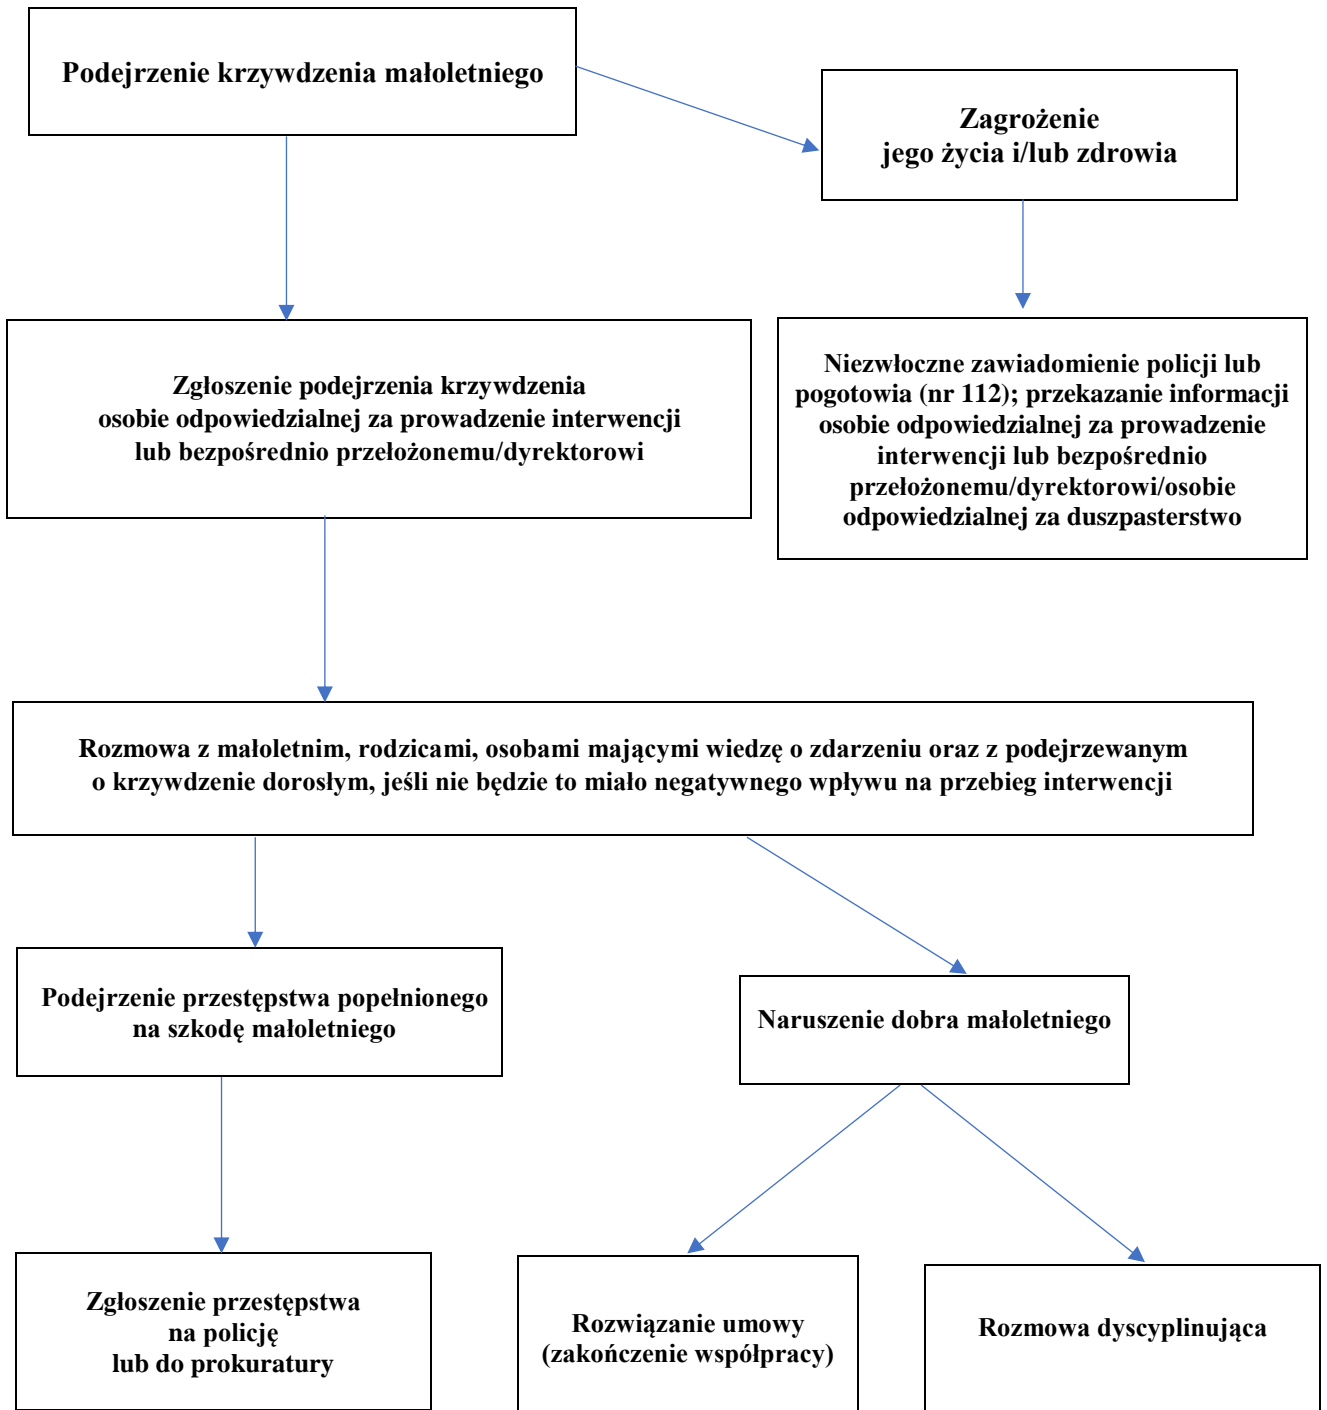 Podejrzenie krzywdzenia małoletniego
Zagrożenie
jego życia i/lub zdrowia
Zgłoszenie podejrzenia krzywdzenia
osobie odpowiedzialnej za prowadzenie interwencji
lub bezpośrednio przełożonemu/dyrektorowi
Niezwłoczne zawiadomienie policji lub
pogotowia (nr 112); przekazanie informacji
osobie odpowiedzialnej za prowadzenie
interwencji lub bezpośrednio
przełożonemu/dyrektorowi/osobie
odpowiedzialnej za duszpasterstwo
Rozmowa z małoletnim, rodzicami, osobami mającymi wiedzę o zdarzeniu oraz z podejrzewanym
o krzywdzenie dorosłym, jeśli nie będzie to miało negatywnego wpływu na przebieg interwencji
Podejrzenie przestępstwa popełnionego
na szkodę małoletniego
Naruszenie dobra małoletniego
Zgłoszenie przestępstwa
na policję
lub do prokuratury
Rozwiązanie umowy
(zakończenie współpracy)
Rozmowa dyscyplinująca